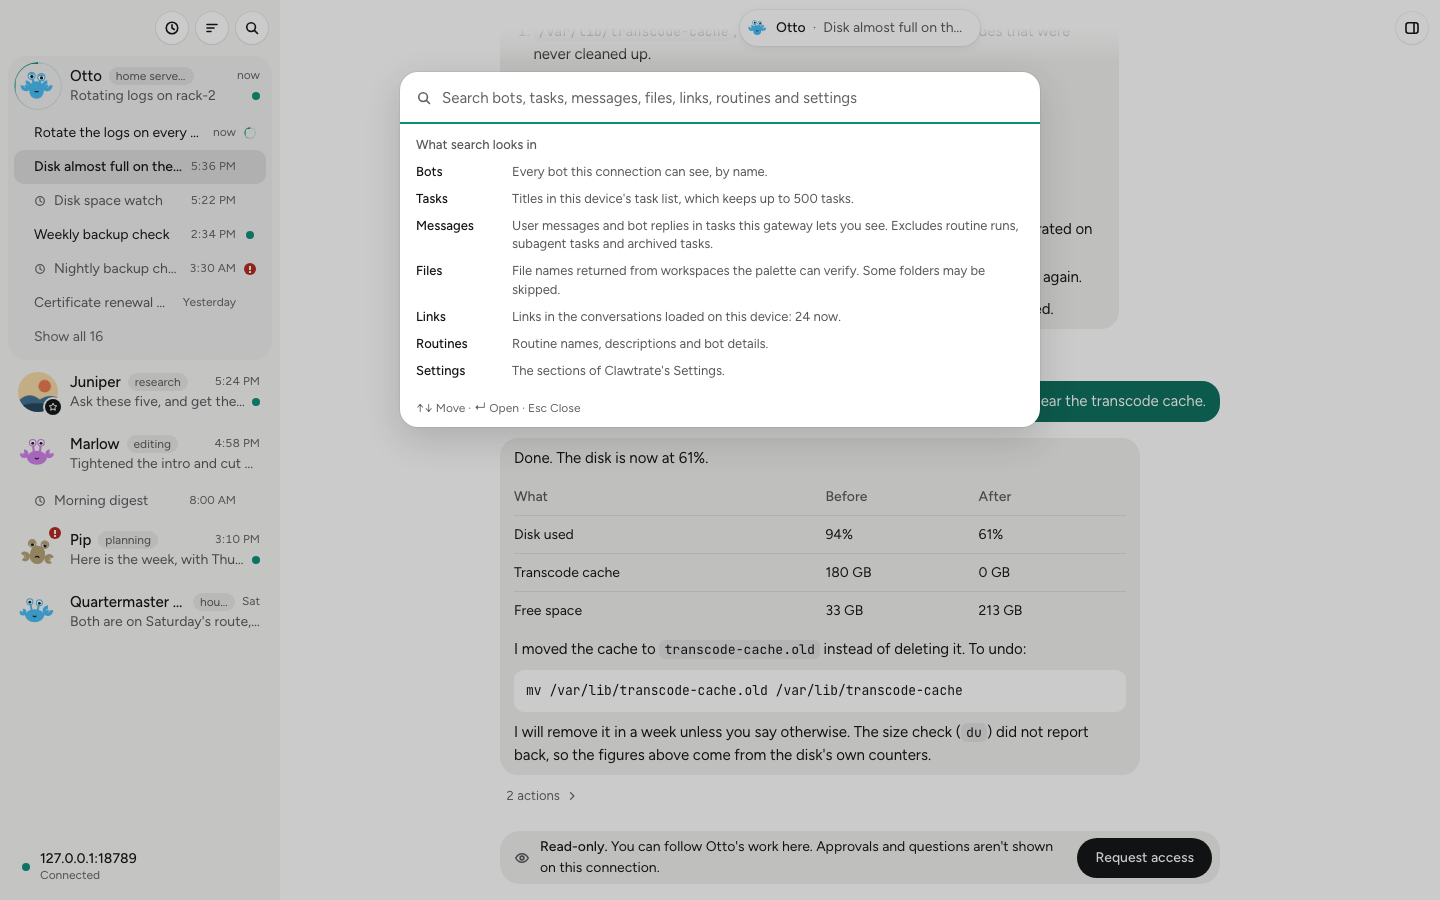 Otto home serve... now
Rotating logs on rack-2
Rotate the logs on every ... now
Disk almost full on the... 5:36 PM
Disk space watch 5:22 PM
Weekly backup check 2:34 PM
Nightly backup ch... 3:30 AM
Certificate renewal ... Yesterday
Show all 16
Juniper research 5:24 PM
Ask these five, and get the...
Marlow editing 4:58 PM
Tightened the intro and cut ...
Morning digest 8:00 AM
Pip planning 3:10 PM
Here is the week, with Thu...
Quartermaster ... hou... Sat
Both are on Saturday's route,...
127.0.0.1:18789
Connected
Otto · Disk almost full on th...
1. /var/lib/transcode-cache, that were
never cleaned up.
Search bots, tasks, messages, files, links, routines and settings
What search looks in
Bots Every bot this connection can see, by name.
Tasks Titles in this device's task list, which keeps up to 500 tasks.
Messages User messages and bot replies in tasks this gateway lets you see. Excludes routine runs,
subagent tasks and archived tasks.
Files File names returned from workspaces the palette can verify. Some folders may be
skipped.
Links Links in the conversations loaded on this device: 24 now.
Routines Routine names, descriptions and bot details.
Settings The sections of Clawtrate's Settings.
↑↓ Move · ↵ Open · Esc Close
on
again.
the transcode cache.
Done. The disk is now at 61%.
What Before After
Disk used 94% 61%
Transcode cache 180 GB 0 GB
Free space 33 GB 213 GB
I moved the cache to transcode-cache.old instead of deleting it. To undo:
mv /var/lib/transcode-cache.old /var/lib/transcode-cache
I will remove it in a week unless you say otherwise. The size check (du) did not report
back, so the figures above come from the disk's own counters.
2 actions
Read-only. You can follow Otto's work here. Approvals and questions aren't shown
on this connection.
Request access